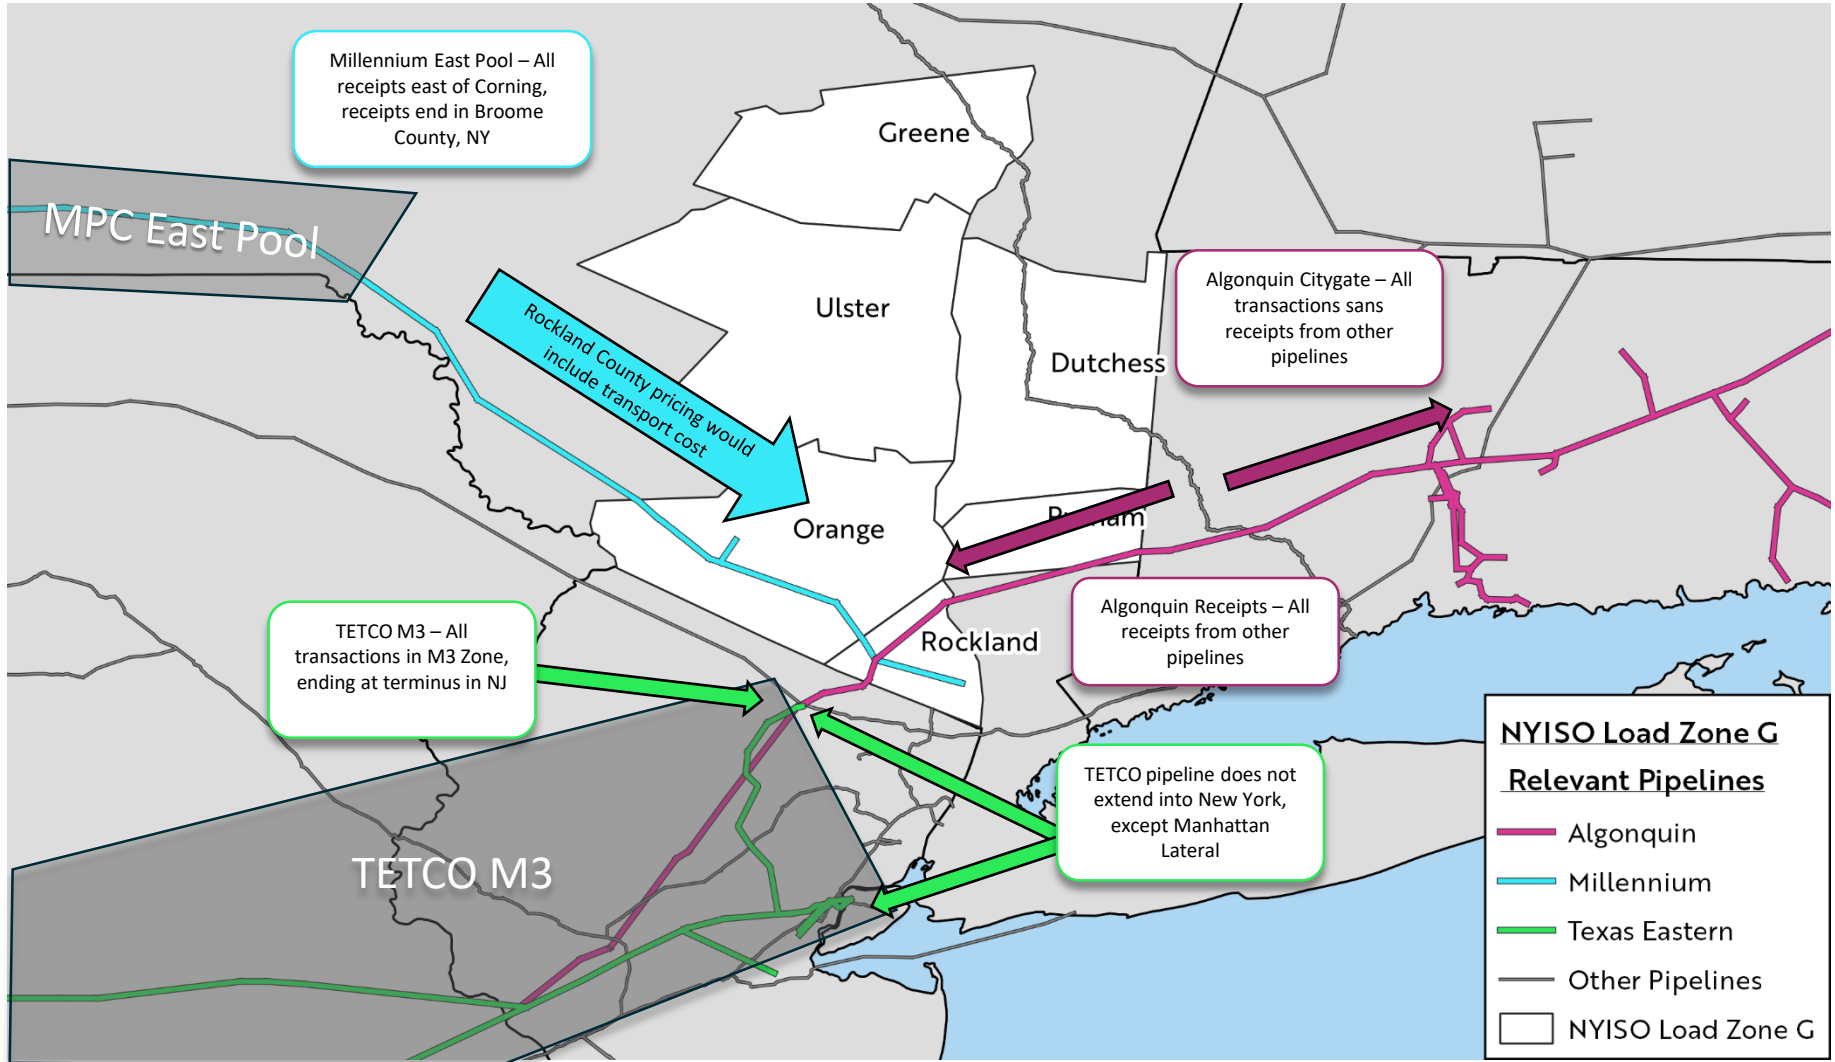 Millennium East Pool – All
receipts east of Corning,
receipts end in Broome
County, NY
Greene
MPC East Pool
Ulster
Rockland County pricing would
include transport cost
Dutchess
Algonquin Citygate – All
transactions sans
receipts from other
pipelines
Orange
Rockland
Algonquin Receipts – All
receipts from other
pipelines
TETCO M3 – All
transactions in M3 Zone,
ending at terminus in NJ
TETCO M3
TETCO pipeline does not
extend into New York,
except Manhattan
Lateral
NYISO Load Zone G
Relevant Pipelines
Algonquin
Millennium
Texas Eastern
Other Pipelines
NYISO Load Zone G